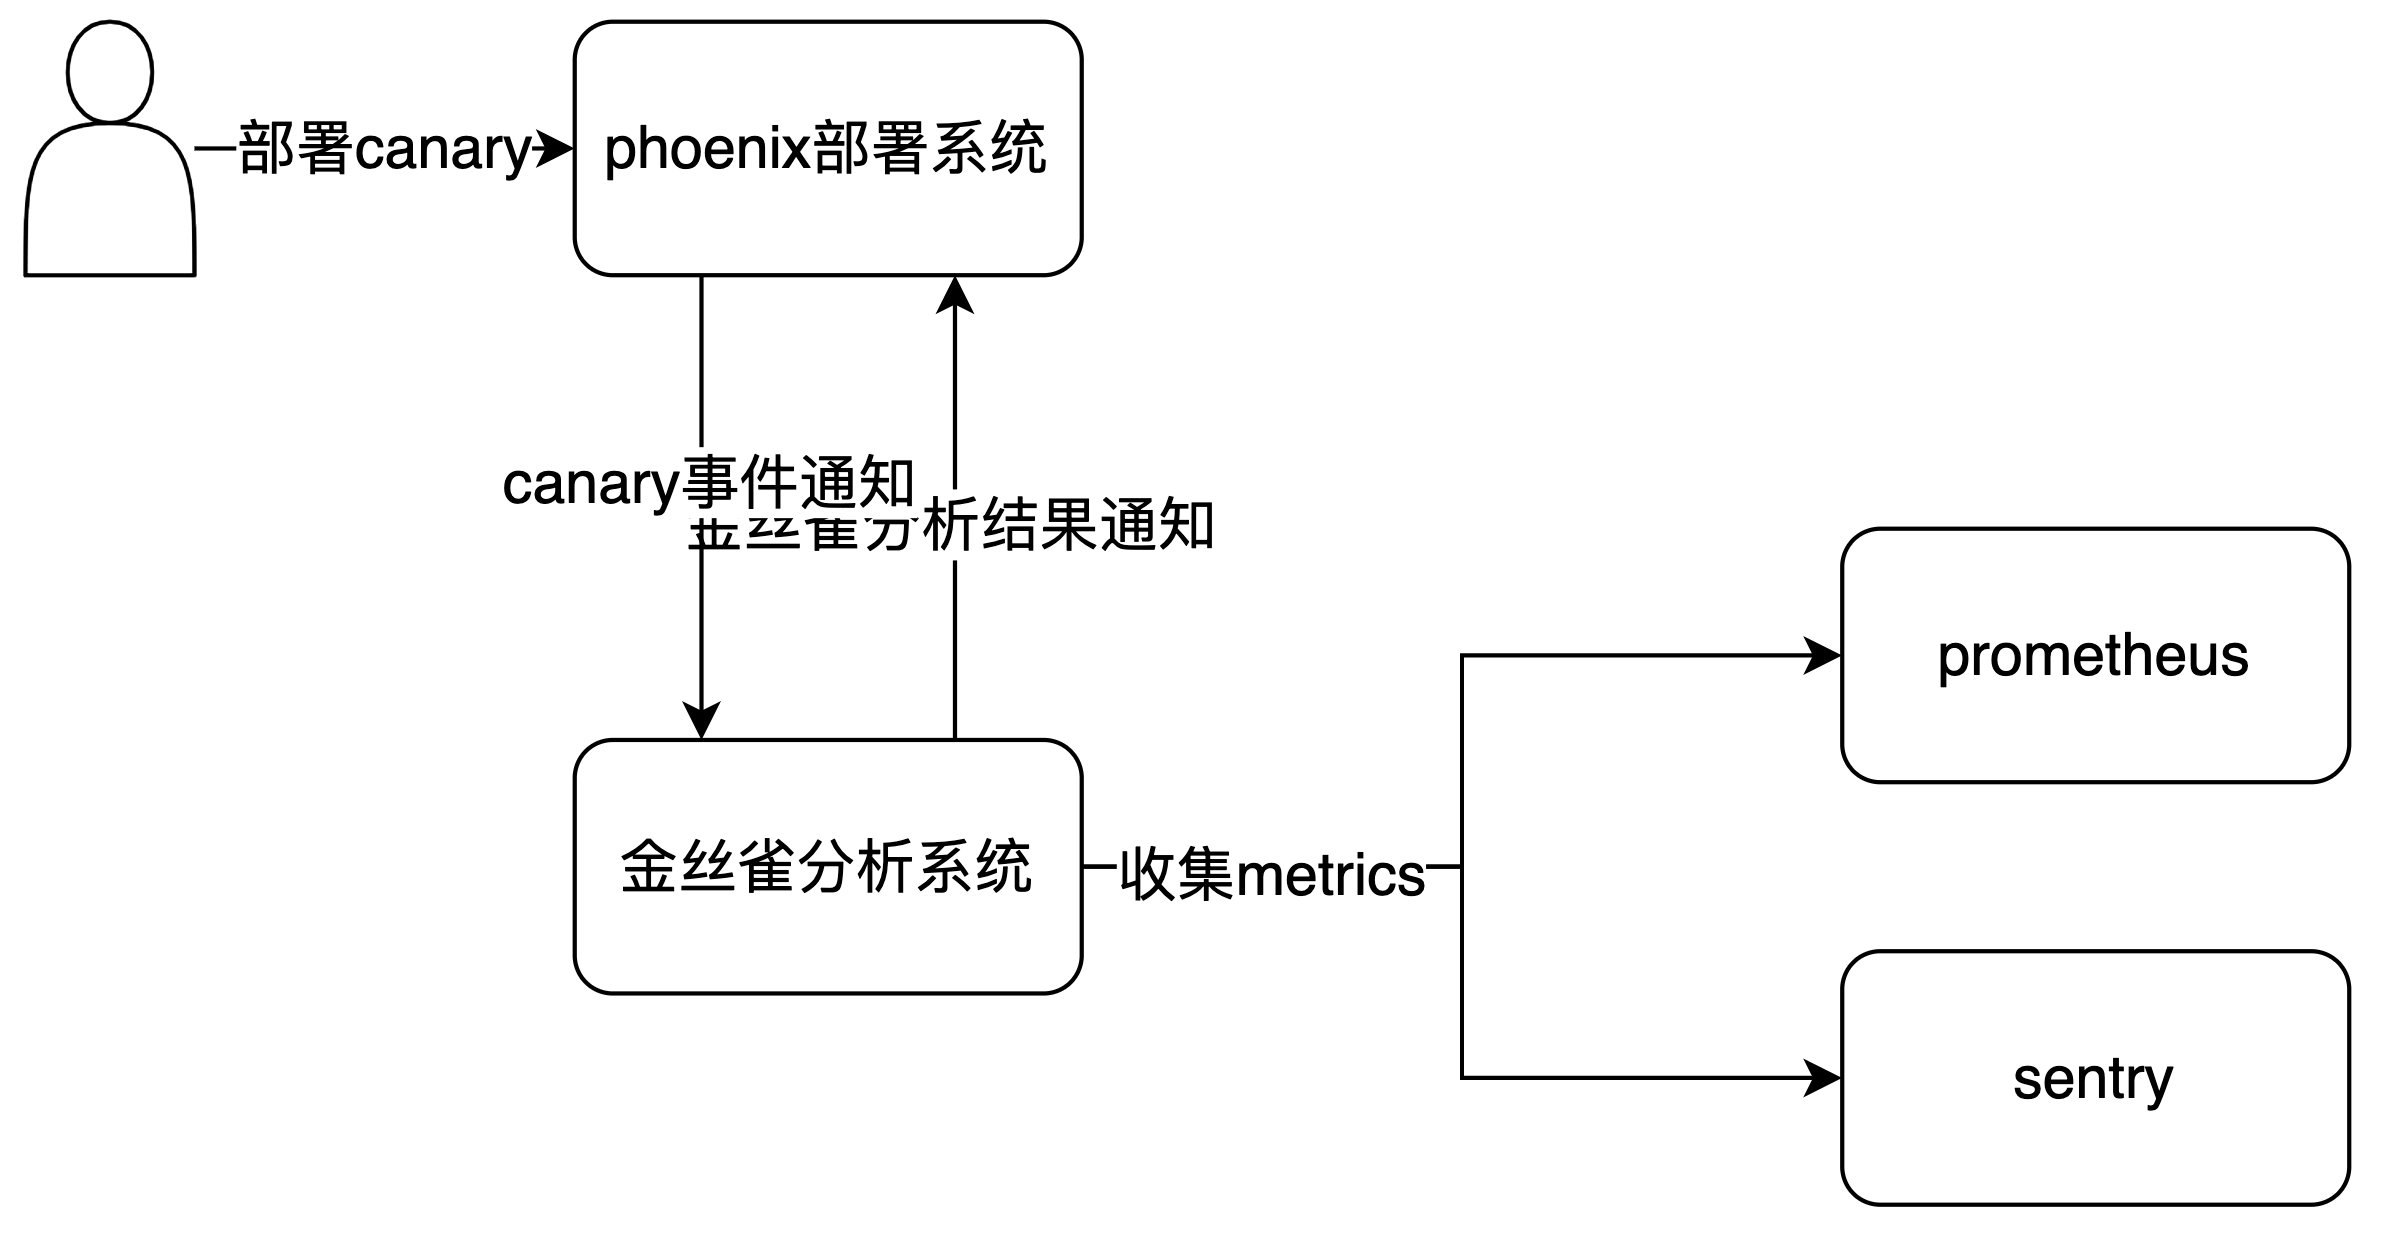 部署canary
phoenix部署系统
canary事件通知
金丝雀分析结果通知
prometheus
金丝雀分析系统
收集metrics
sentry